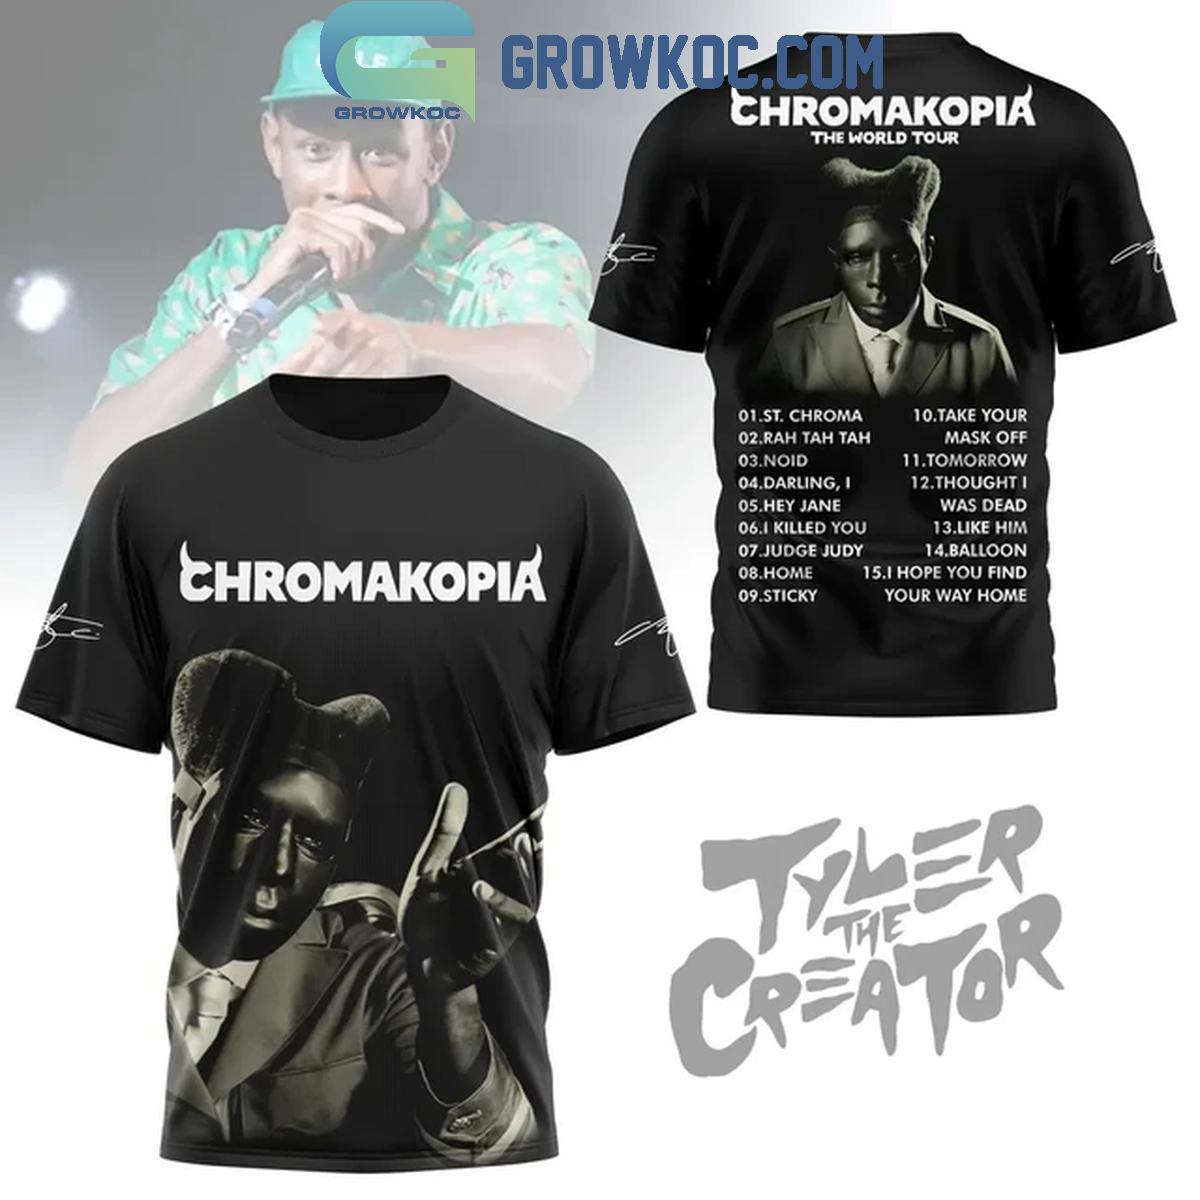 GROWKOC
GROWKOC.COM
CHROMAKOPIA
THE WORLD TOUR
01.ST. CHROMA
02.RAH TAH TAH
03.NOID
04.DARLING, I
05.HEY JANE
06.I KILLED YOU
07.JUDGE JUDY
08.HOME
09.STICKY
10.TAKE YOUR
MASK OFF
11.TOMORROW
12.THOUGHT I
WAS DEAD
13.LIKE HIM
14.BALLOON
15.I HOPE YOU FIND
YOUR WAY HOME
CHROMAKOPIA
TYLER
THE
CREATOR